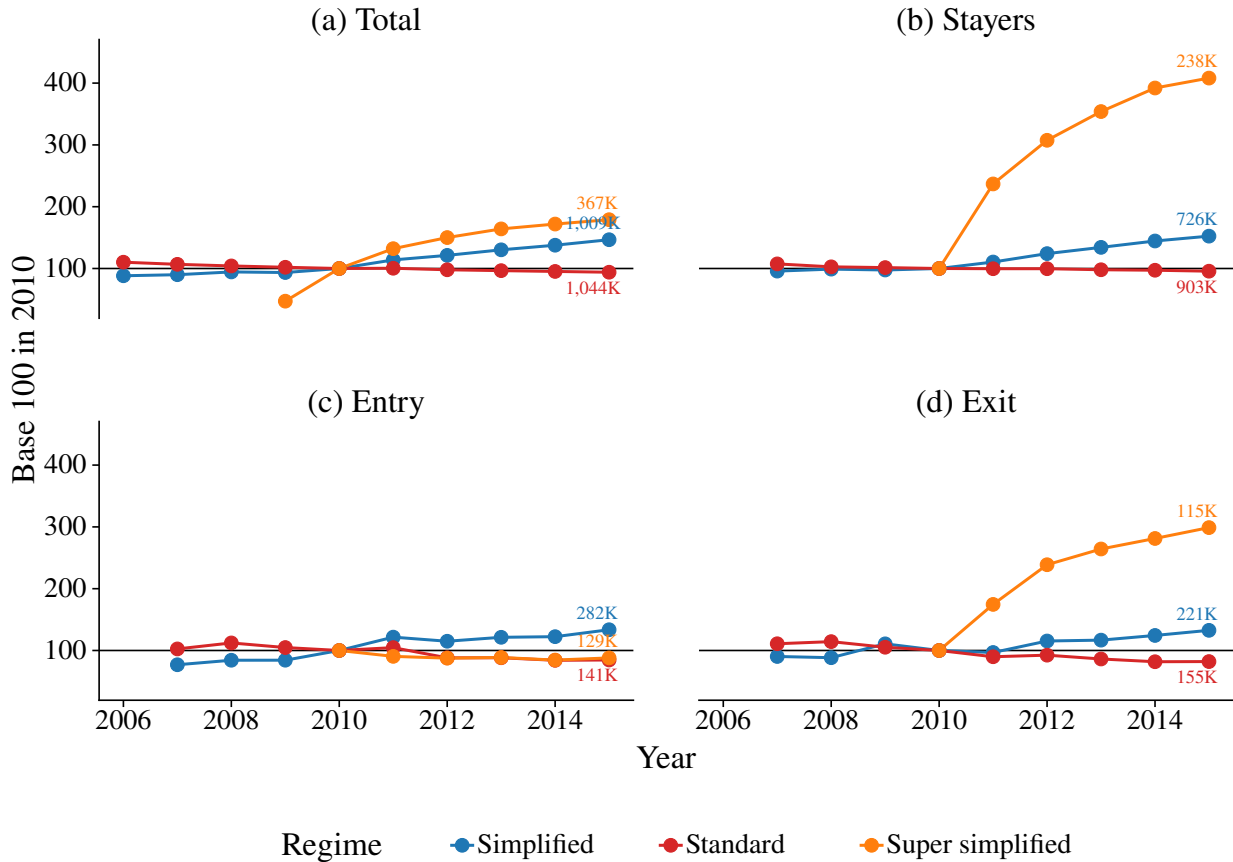 (a) Total
(b) Stayers
400
300
200
100
367K
1,009K
1,044K
238K
726K
903K
Base 100 in 2010
(c) Entry
(d) Exit
400
300
200
100
282K
129K
141K
115K
221K
155K
2006 2008 2010 2012 2014
2006 2008 2010 2012 2014
Year
Regime Simplified Standard Super simplified